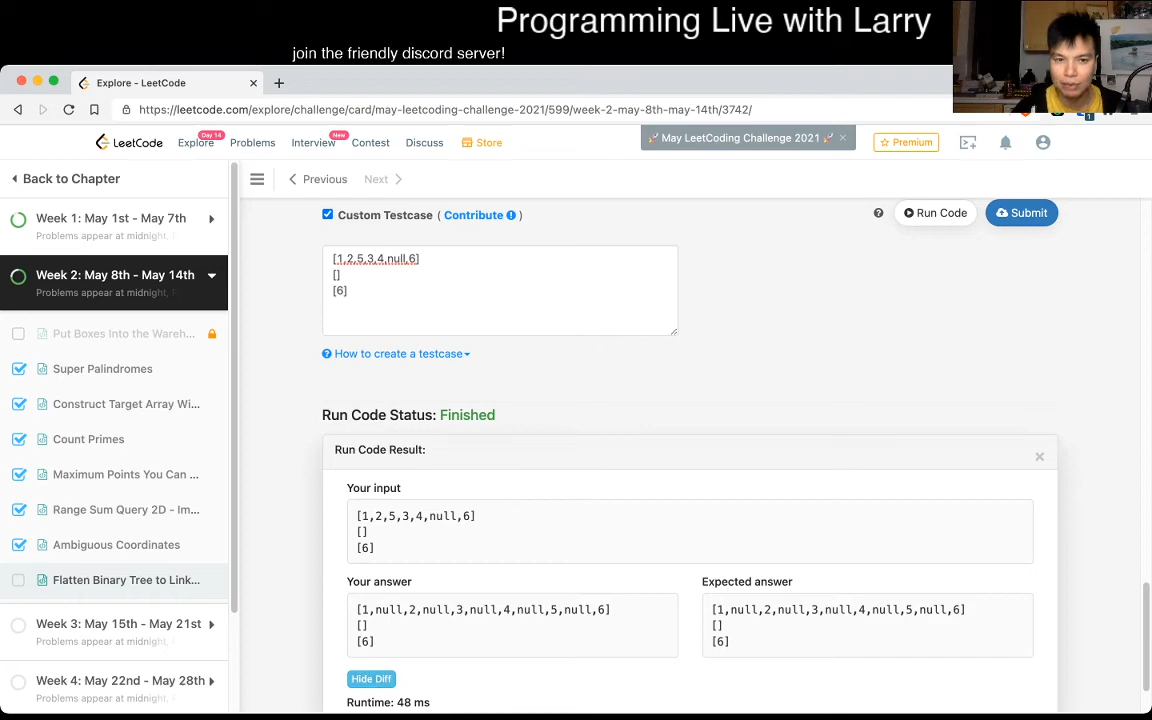 Programming Live with Larry
join the friendly discord server!
Explore - LeetCode
https://leetcode.com/explore/challenge/card/may-leetcoding-challenge-2021/599/week-2-may-8th-may-14th/3742/
LeetCode
Explore
Day 14
Problems
Interview
New
Contest
Discuss
Store
May LeetCoding Challenge 2021
Premium
Back to Chapter
Previous
Next
Week 1: May 1st - May 7th
Problems appear at midnight,
Week 2: May 8th - May 14th
Problems appear at midnight,
Put Boxes Into the Wareh...
Super Palindromes
Construct Target Array Wi...
Count Primes
Maximum Points You Can ...
Range Sum Query 2D - Im...
Ambiguous Coordinates
Flatten Binary Tree to Link...
Week 3: May 15th - May 21st
Problems appear at midnight,
Week 4: May 22nd - May 28th
Problems appear at midnight,
Custom Testcase ( Contribute )
Run Code
Submit
[1,2,5,3,4,null,6]
[]
[6]
How to create a testcase
Run Code Status: Finished
Run Code Result:
Your input
[1,2,5,3,4,null,6]
[]
[6]
Your answer
[1,null,2,null,3,null,4,null,5,null,6]
[]
[6]
Expected answer
[1,null,2,null,3,null,4,null,5,null,6]
[]
[6]
Hide Diff
Runtime: 48 ms